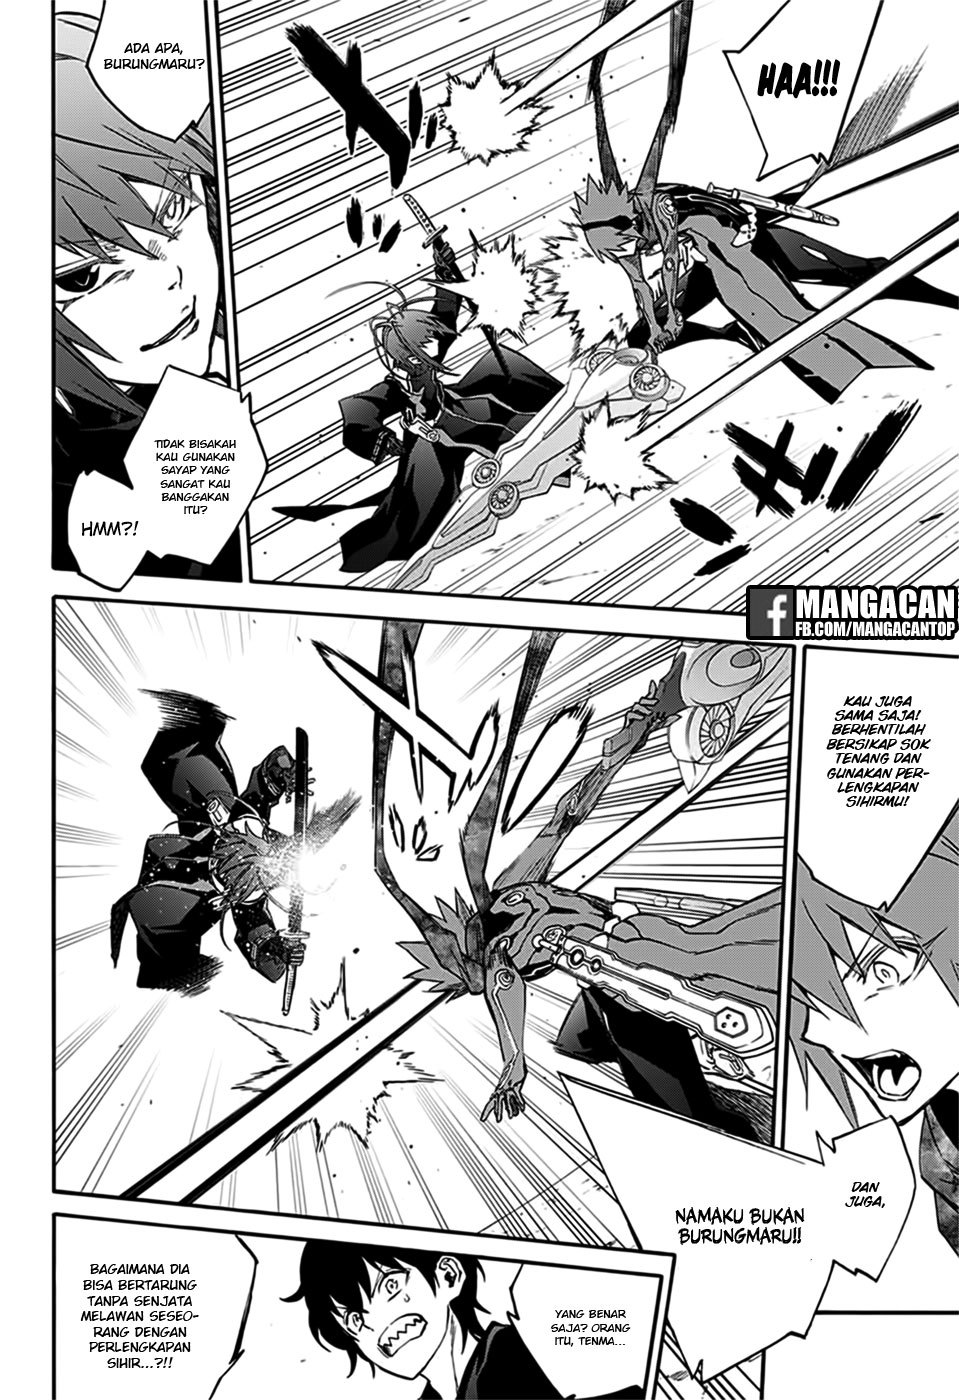 HAA!!!
ADA APA,
BURUNGMARU?
TIDAK BISAKAH
KAU GUNAKAN
SAYAP YANG
SANGAT KAU
BANGGAKAN
ITU?
HMM?!
MANGACAN
FB.COM/MANGACANTOP
KAU JUGA
SAMA SAJA!
BERHENTILAH
BERSIKAP SOK
TENANG DAN
GUNAKAN PER-
LENGKAPAN
SIHIRMU!
DAN
JUGA,
NAMAKU BUKAN
BURUNGMARU!!
YANG BENAR
SAJA? ORANG
ITU, TENMA...
BAGAIMANA DIA
BISA BERTARUNG
TANPA SENJATA
MELAWAN SESEO-
RANG DENGAN
PERLENGKAPAN
SIHIR...?!!